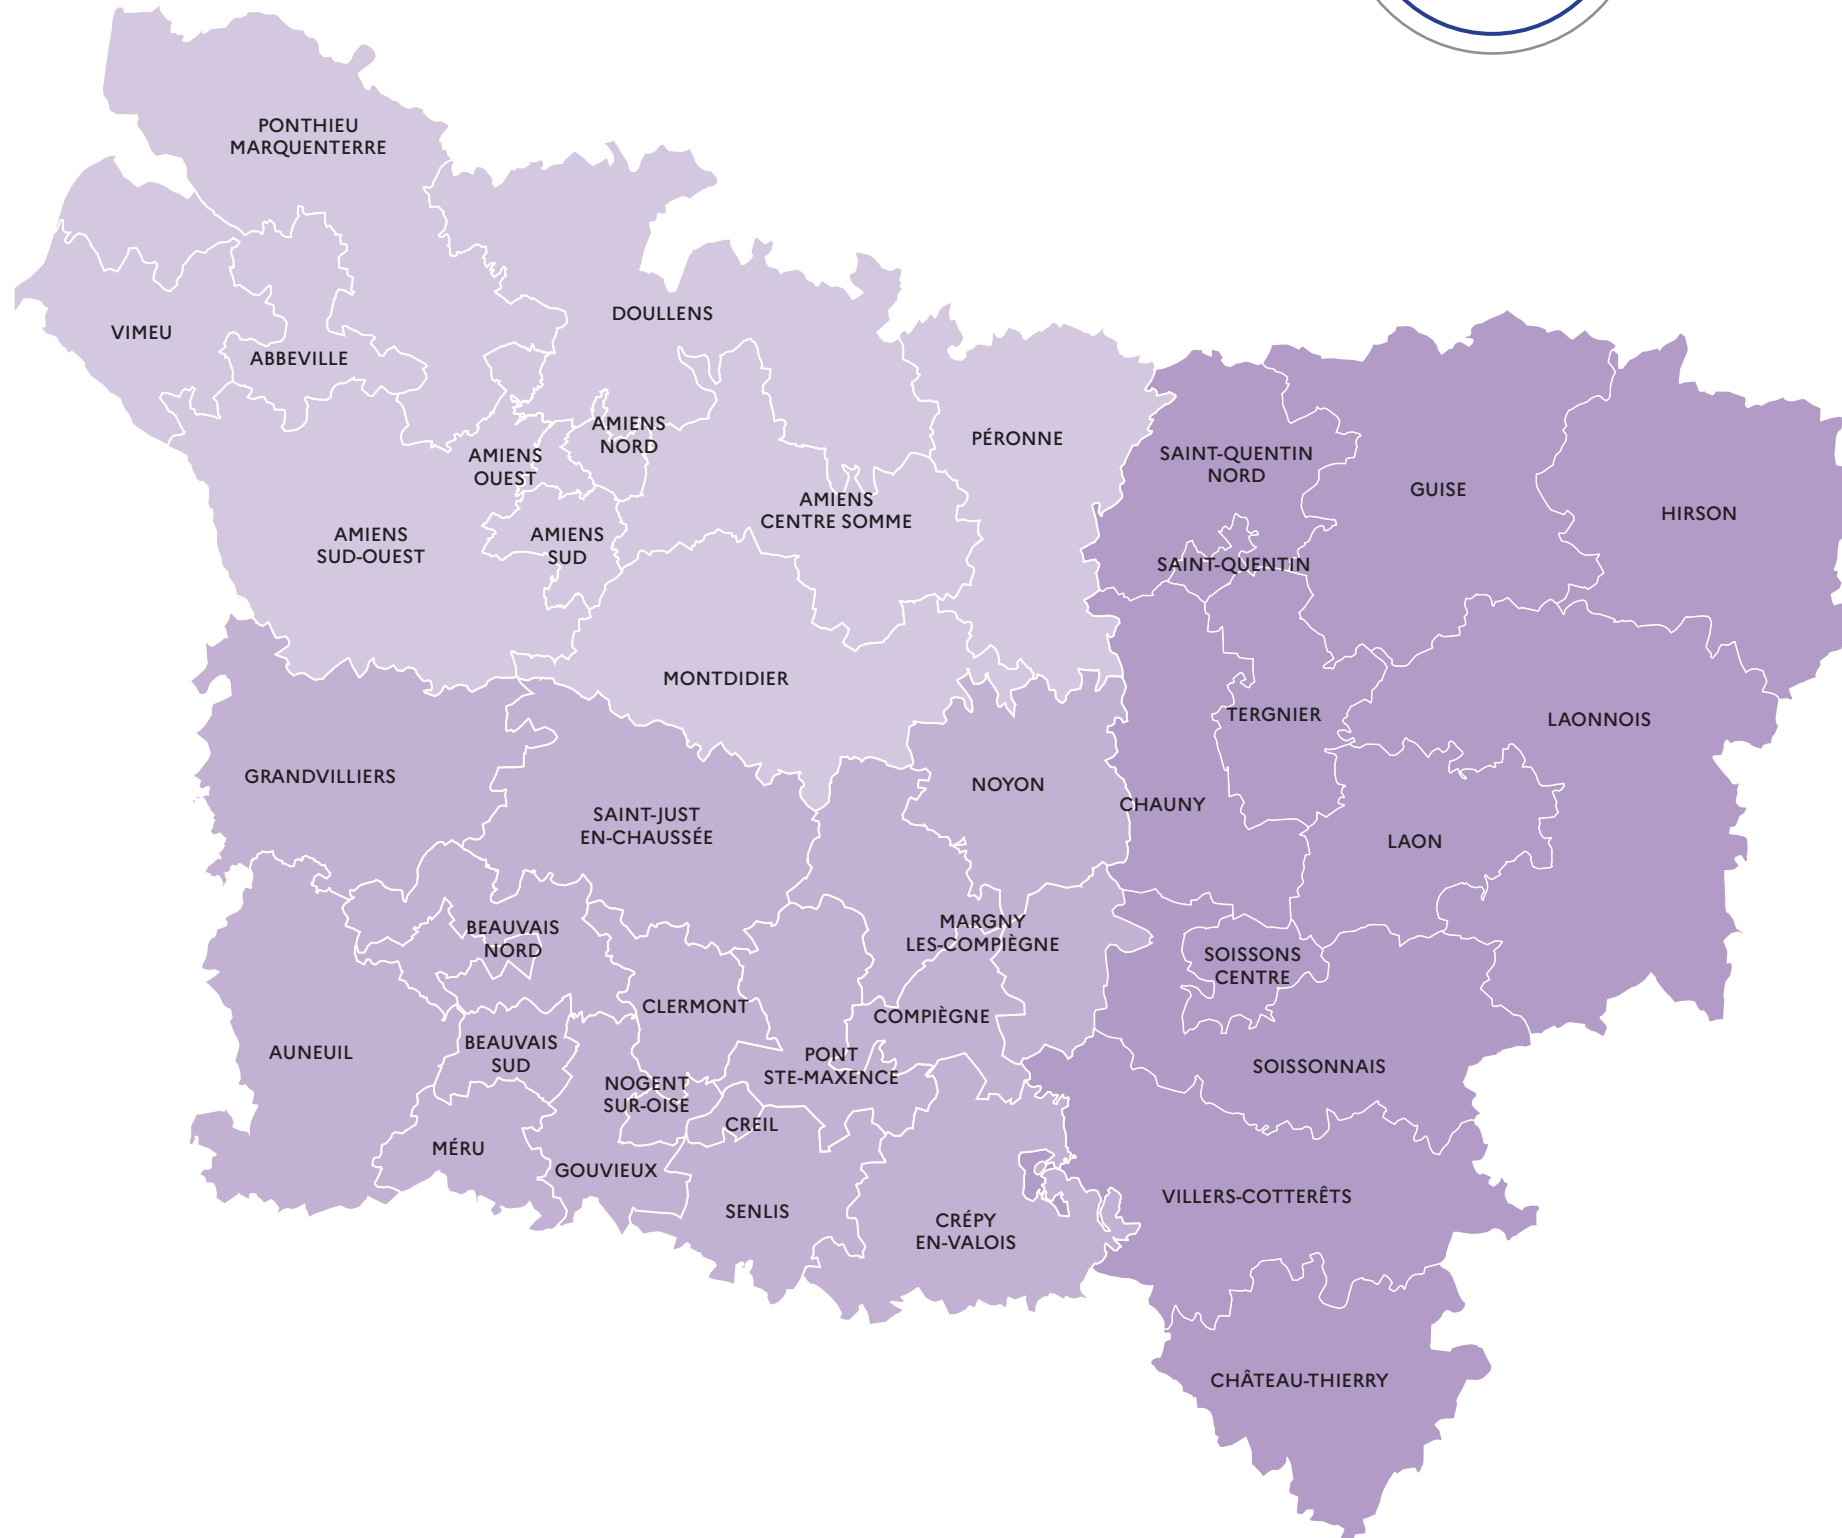 PONTHIEU
MARQUENTERRE
VIMEU
ABBEVILLE
DOULLENS
AMIENS
NORD
AMIENS
OUEST
PÉRONNE
AMIENS
CENTRE SOMME
AMIENS
SUD-OUEST
AMIENS
SUD
MONTDIDIER
SAINT-QUENTIN
NORD
SAINT-QUENTIN
GUISE
HIRSON
TERGNIER
LAONNOIS
CHAUNY
LAON
GRANDVILLIERS
SAINT-JUST
EN-CHAUSSÉE
NOYON
BEAUVAIS
NORD
MARGNY
LES-COMPIÈGNE
SOISSONS
CENTRE
CLERMONT
COMPIÈGNE
AUNEUIL
BEAUVAIS
SUD
PONT
STE-MAXENCE
SOISSONNAIS
NOGENT
SUR-OISE
CREIL
MÉRU
GOUVIEUX
SENLIS
CRÉPY
EN-VALOIS
VILLERS-COTTERÊTS
CHÂTEAU-THIERRY